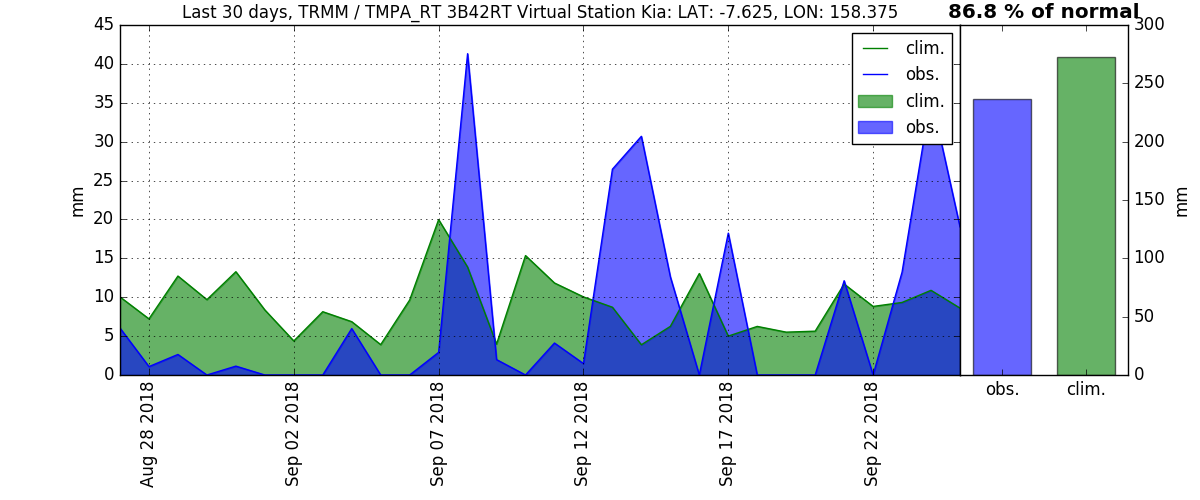 Last 30 days, TRMM / TMPA_RT 3B42RT Virtual Station Kia: LAT: -7.625, LON: 158.375
86.8 % of normal
45
40
35
30
25
20
15
10
5
0
mm
clim.
obs.
clim.
obs.
Aug 28 2018
Sep 02 2018
Sep 07 2018
Sep 12 2018
Sep 17 2018
Sep 22 2018
300
250
200
150
100
50
0
mm
obs.
clim.